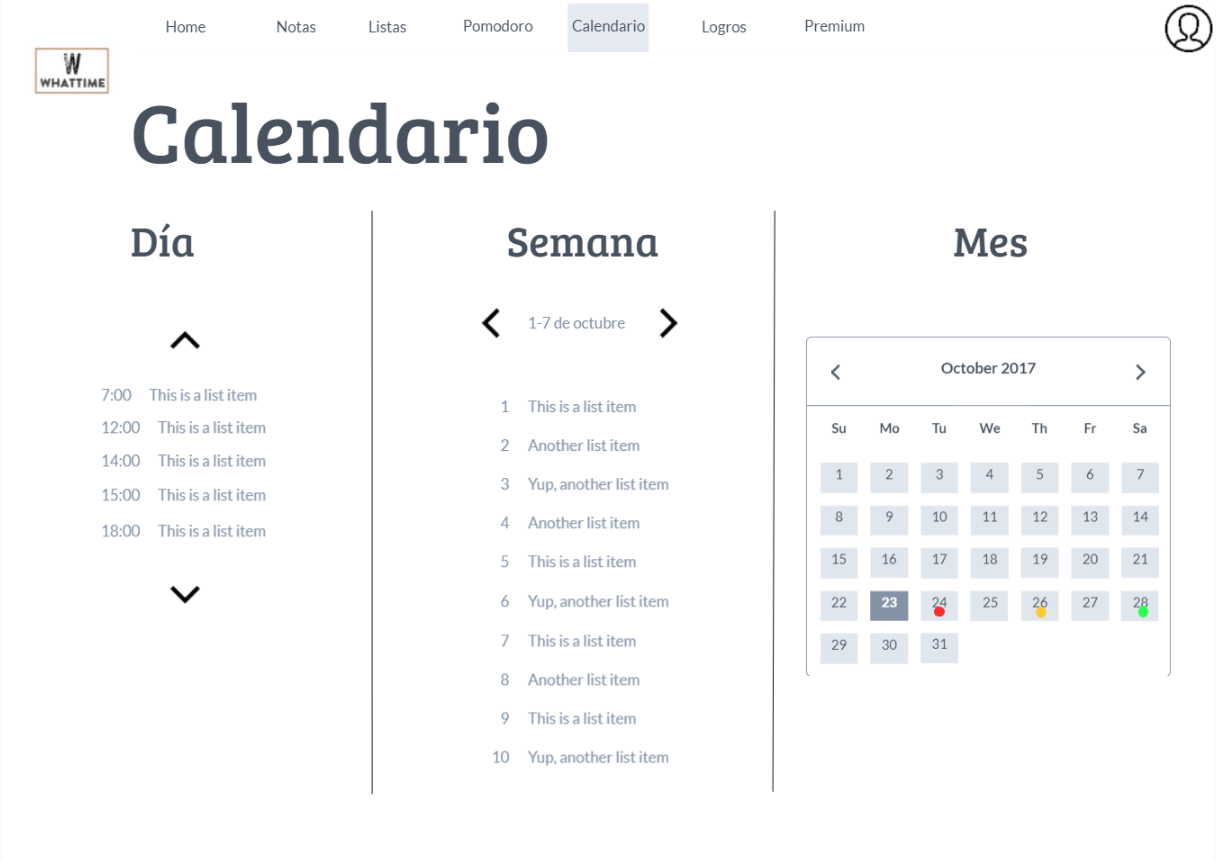 Home Notas Listas Pomodoro Calendario Logros Premium
W
WHATTIME
Calendario
Día
7:00 This is a list item
12:00 This is a list item
14:00 This is a list item
15:00 This is a list item
18:00 This is a list item
Semana
1-7 de octubre
1 This is a list item
2 Another list item
3 Yup, another list item
4 Another list item
5 This is a list item
6 Yup, another list item
7 This is a list item
8 Another list item
9 This is a list item
10 Yup, another list item
Mes
October 2017
Su Mo Tu We Th Fr Sa
1 2 3 4 5 6 7
8 9 10 11 12 13 14
15 16 17 18 19 20 21
22 23 24 25 26 27 28
29 30 31